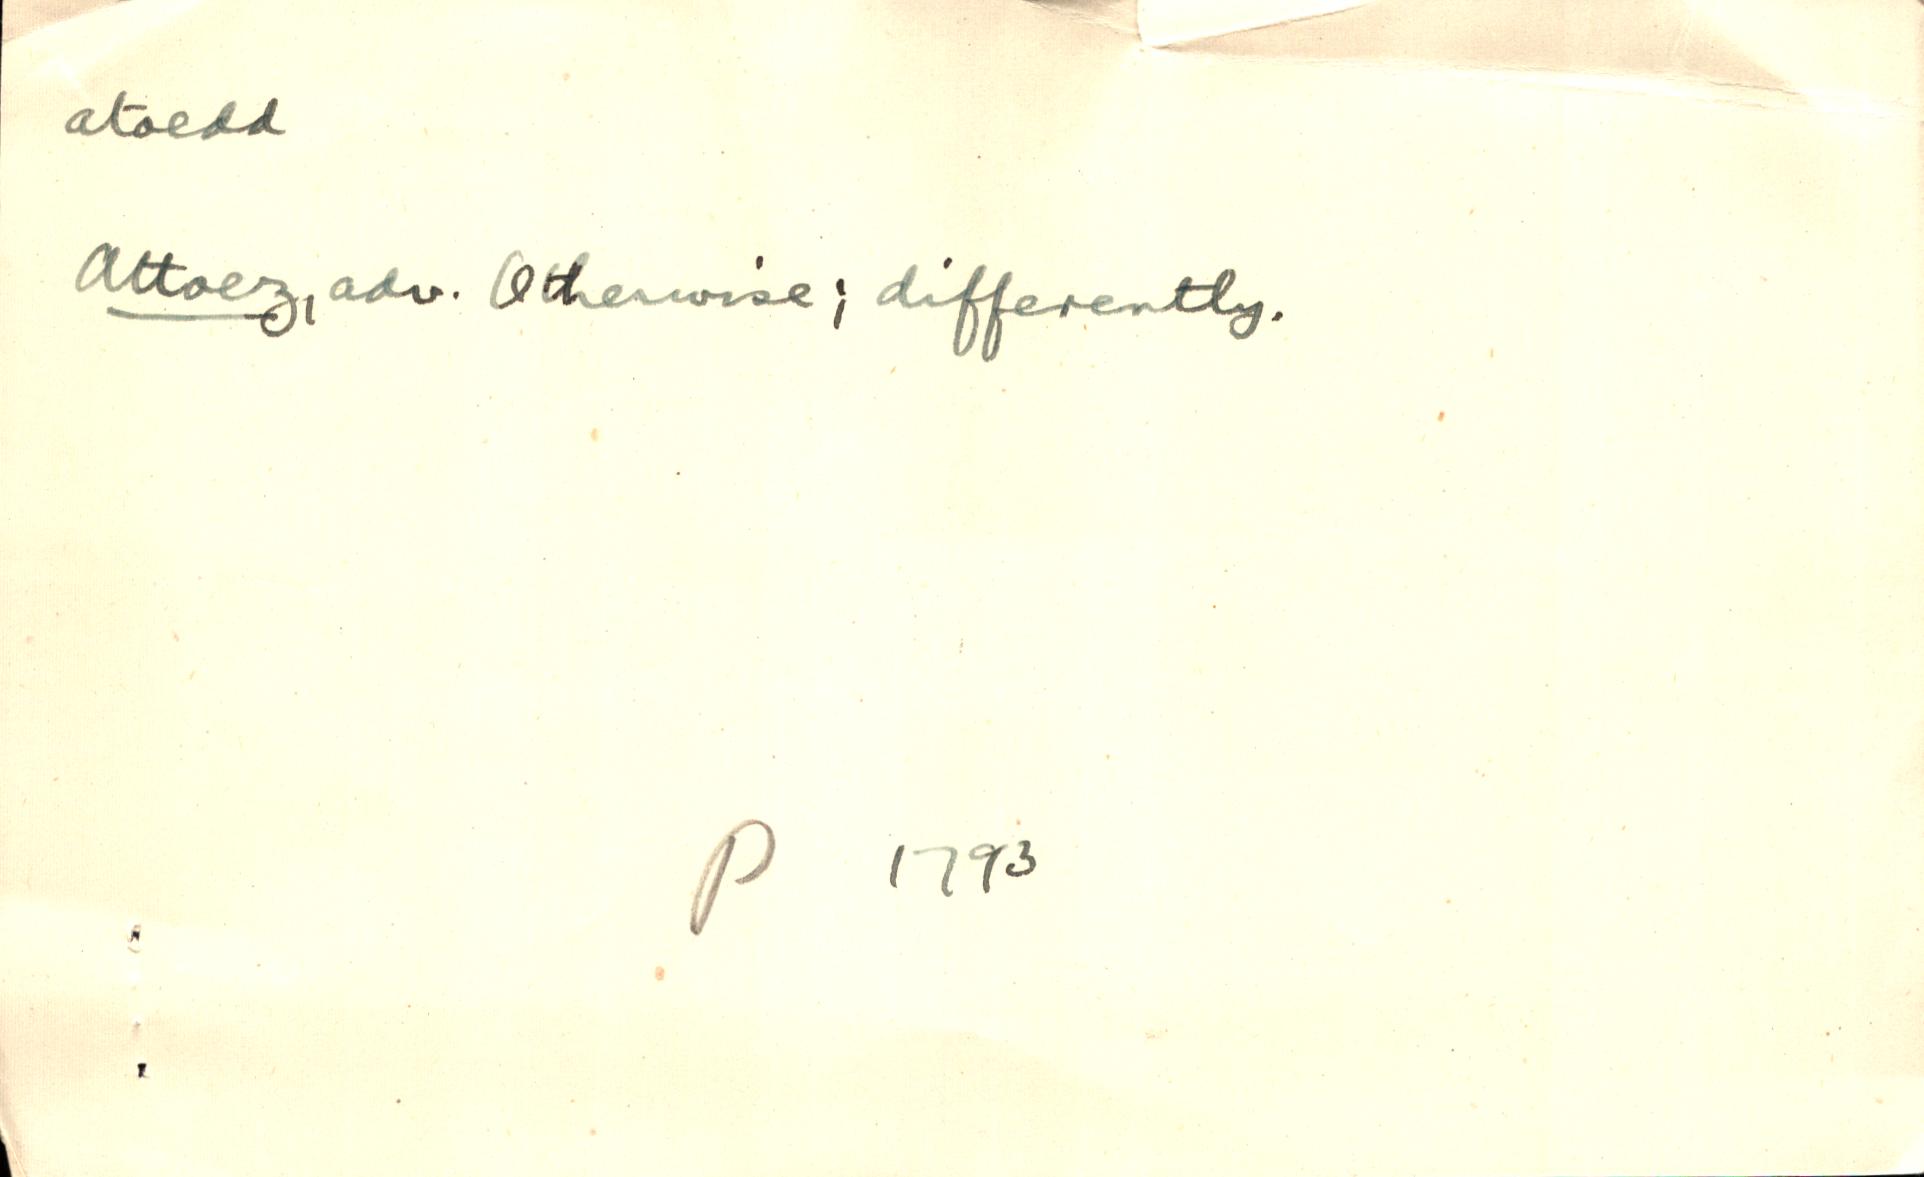 atoedd
Attoez, adv. Otherwise; differently.
P 1793